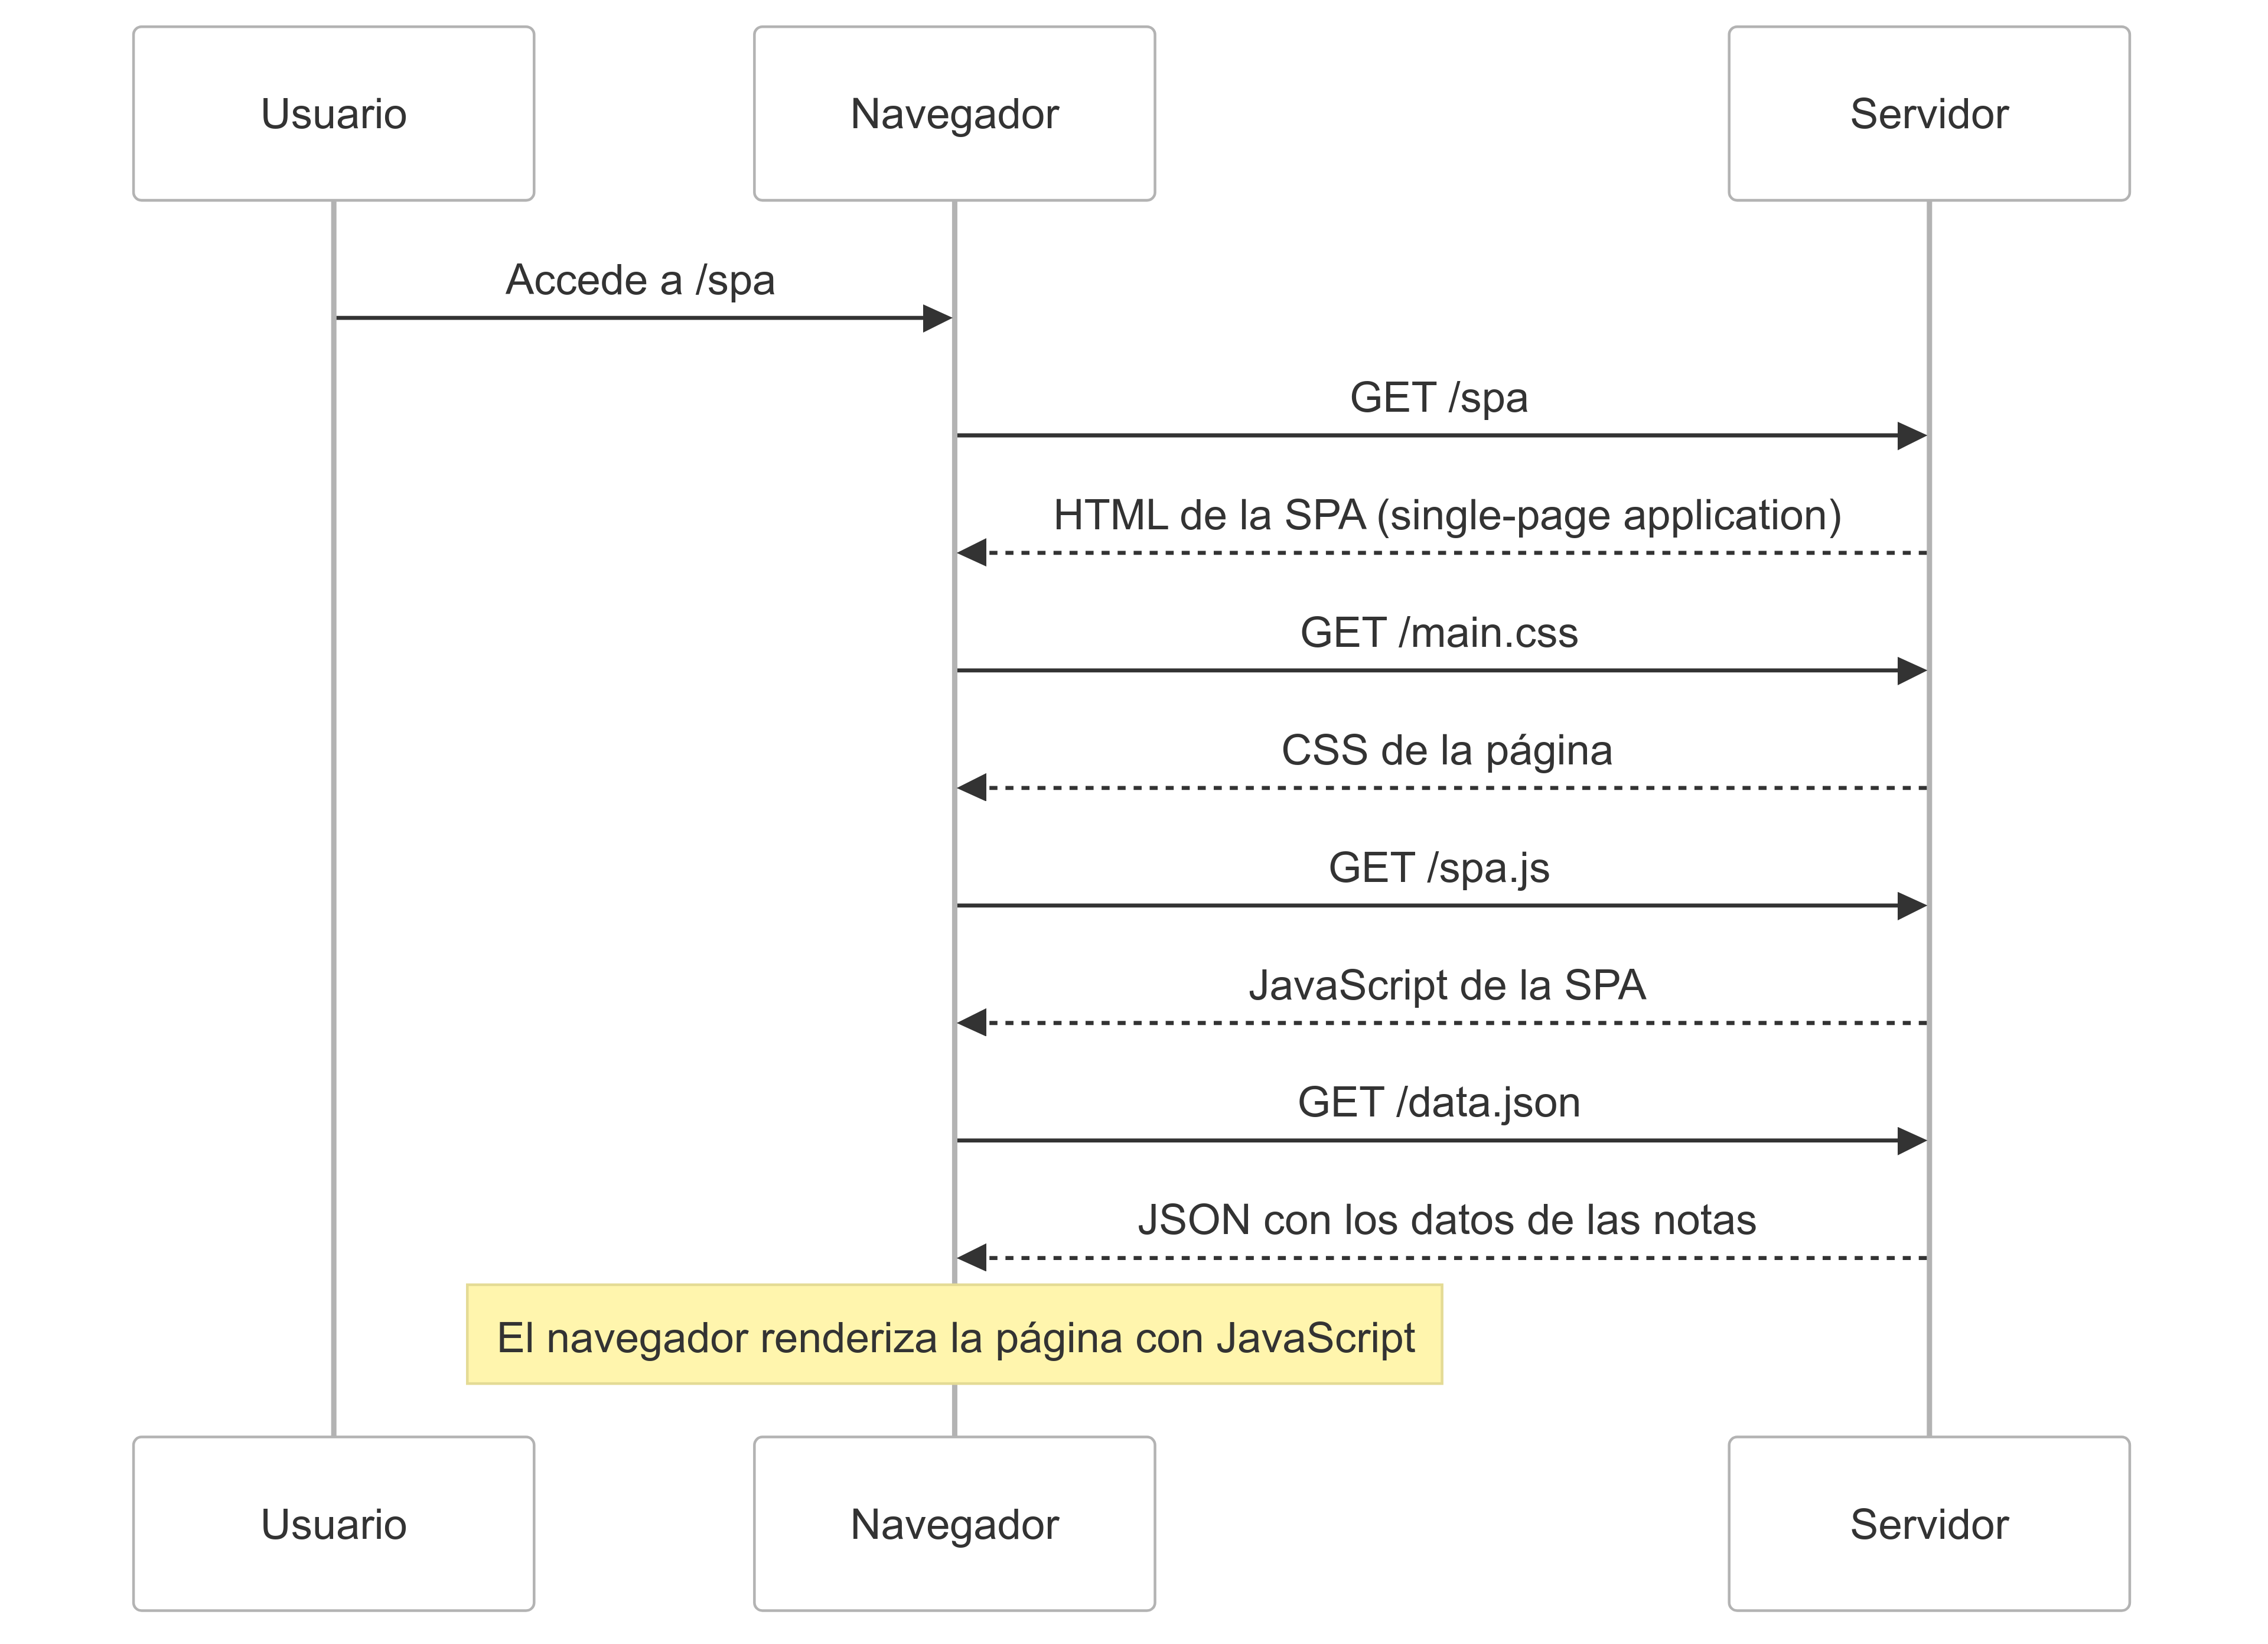 Usuario
Navegador
Servidor
Accede a /spa
GET /spa
HTML de la SPA (single-page application)
GET /main.css
CSS de la página
GET /spa.js
JavaScript de la SPA
GET /data.json
JSON con los datos de las notas
El navegador renderiza la página con JavaScript
Usuario
Navegador
Servidor